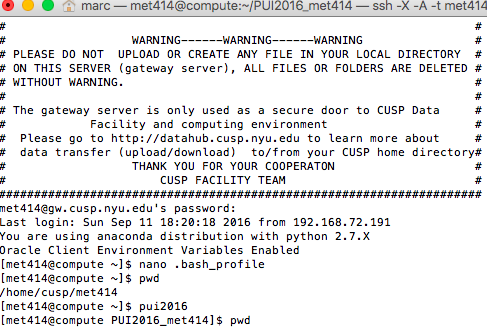 marc — met414@compute:~/PUI2016_met414 — ssh -X -A -t met414
# #
# WARNING------WARNING------WARNING #
# PLEASE DO NOT UPLOAD OR CREATE ANY FILE IN YOUR LOCAL DIRECTORY #
# ON THIS SERVER (gateway server), ALL FILES OR FOLDERS ARE DELETED #
# WITHOUT WARNING. #
# #
# The gateway server is only used as a secure door to CUSP Data #
# Facility and computing environment #
# Please go to http://datahub.cusp.nyu.edu to learn more about #
# data transfer (upload/download) to/from your CUSP home directory#
# THANK YOU FOR YOUR COOPERATON #
# CUSP FACILITY TEAM #
#####################################################################
met414@gw.cusp.nyu.edu's password:
Last login: Sun Sep 11 18:20:18 2016 from 192.168.72.191
You are using anaconda distribution with python 2.7.X
Oracle Client Environment Variables Enabled
[met414@compute ~]$ nano .bash_profile
[met414@compute ~]$ pwd
/home/cusp/met414
[met414@compute ~]$ pui2016
[met414@compute PUI2016_met414]$ pwd